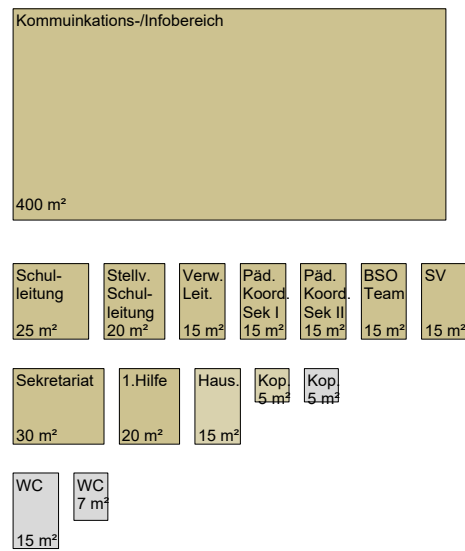 Kommuinkations-/Infobereich
400 m²
Schul-
leitung
25 m²
Stellv.
Schul-
leitung
20 m²
Verw.
Leit.
15 m²
Päd.
Koord.
Sek I
15 m²
Päd.
Koord.
Sek II
15 m²
BSO
Team
15 m²
SV
15 m²
Sekretariat
30 m²
1.Hilfe
20 m²
Haus.
15 m²
Kop.
5 m²
Kop.
5 m²
WC
15 m²
WC
7 m²